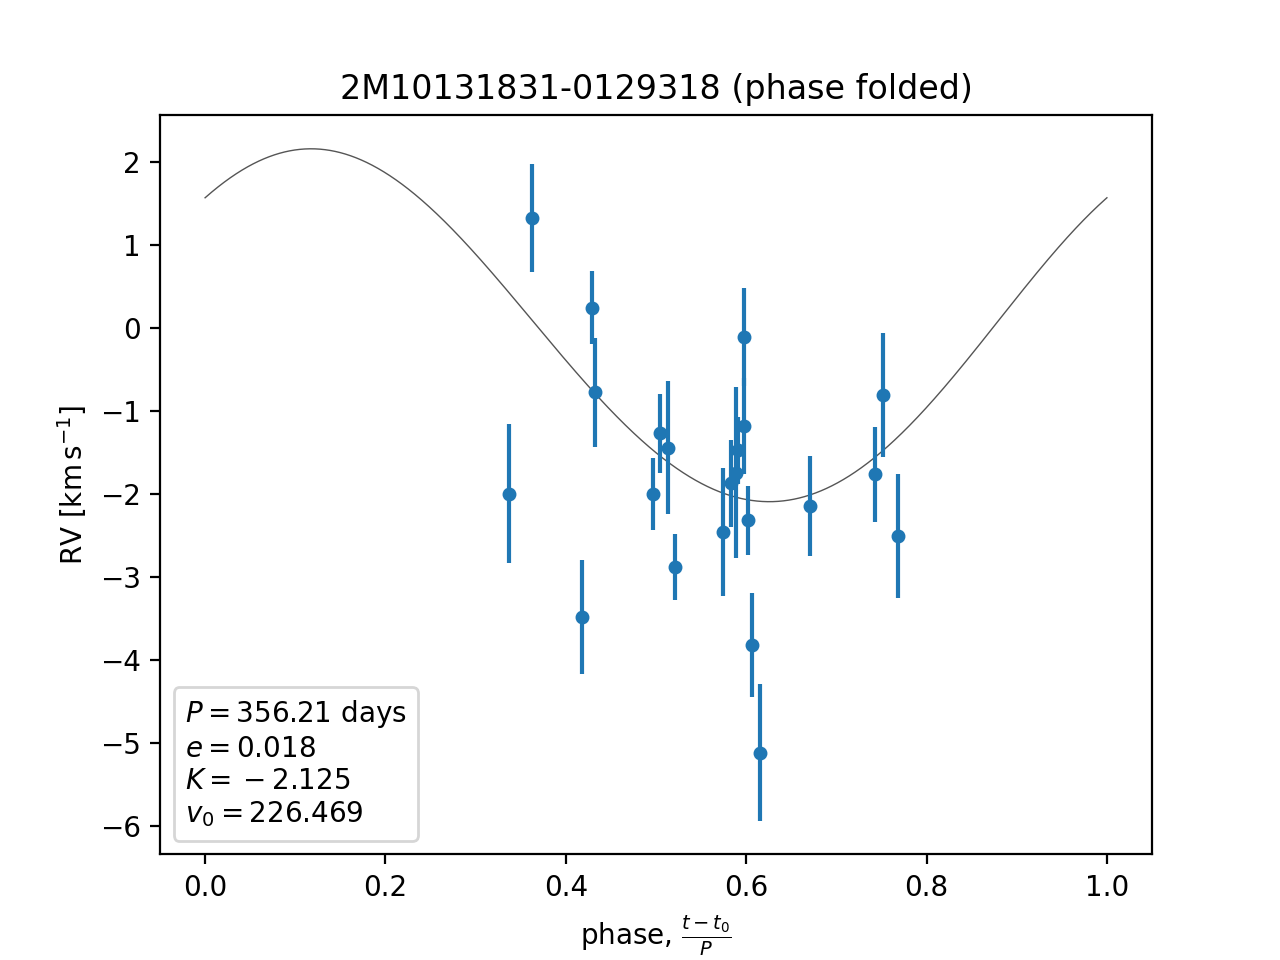 2M10131831-0129318 (phase folded)
2
1
0
−1
−2
−3
−4
−5
−6
RV [km s⁻¹]
P = 356.21 days
e = 0.018
K = −2.125
v₀ = 226.469
0.0 0.2 0.4 0.6 0.8 1.0
phase, (t − t₀)/P